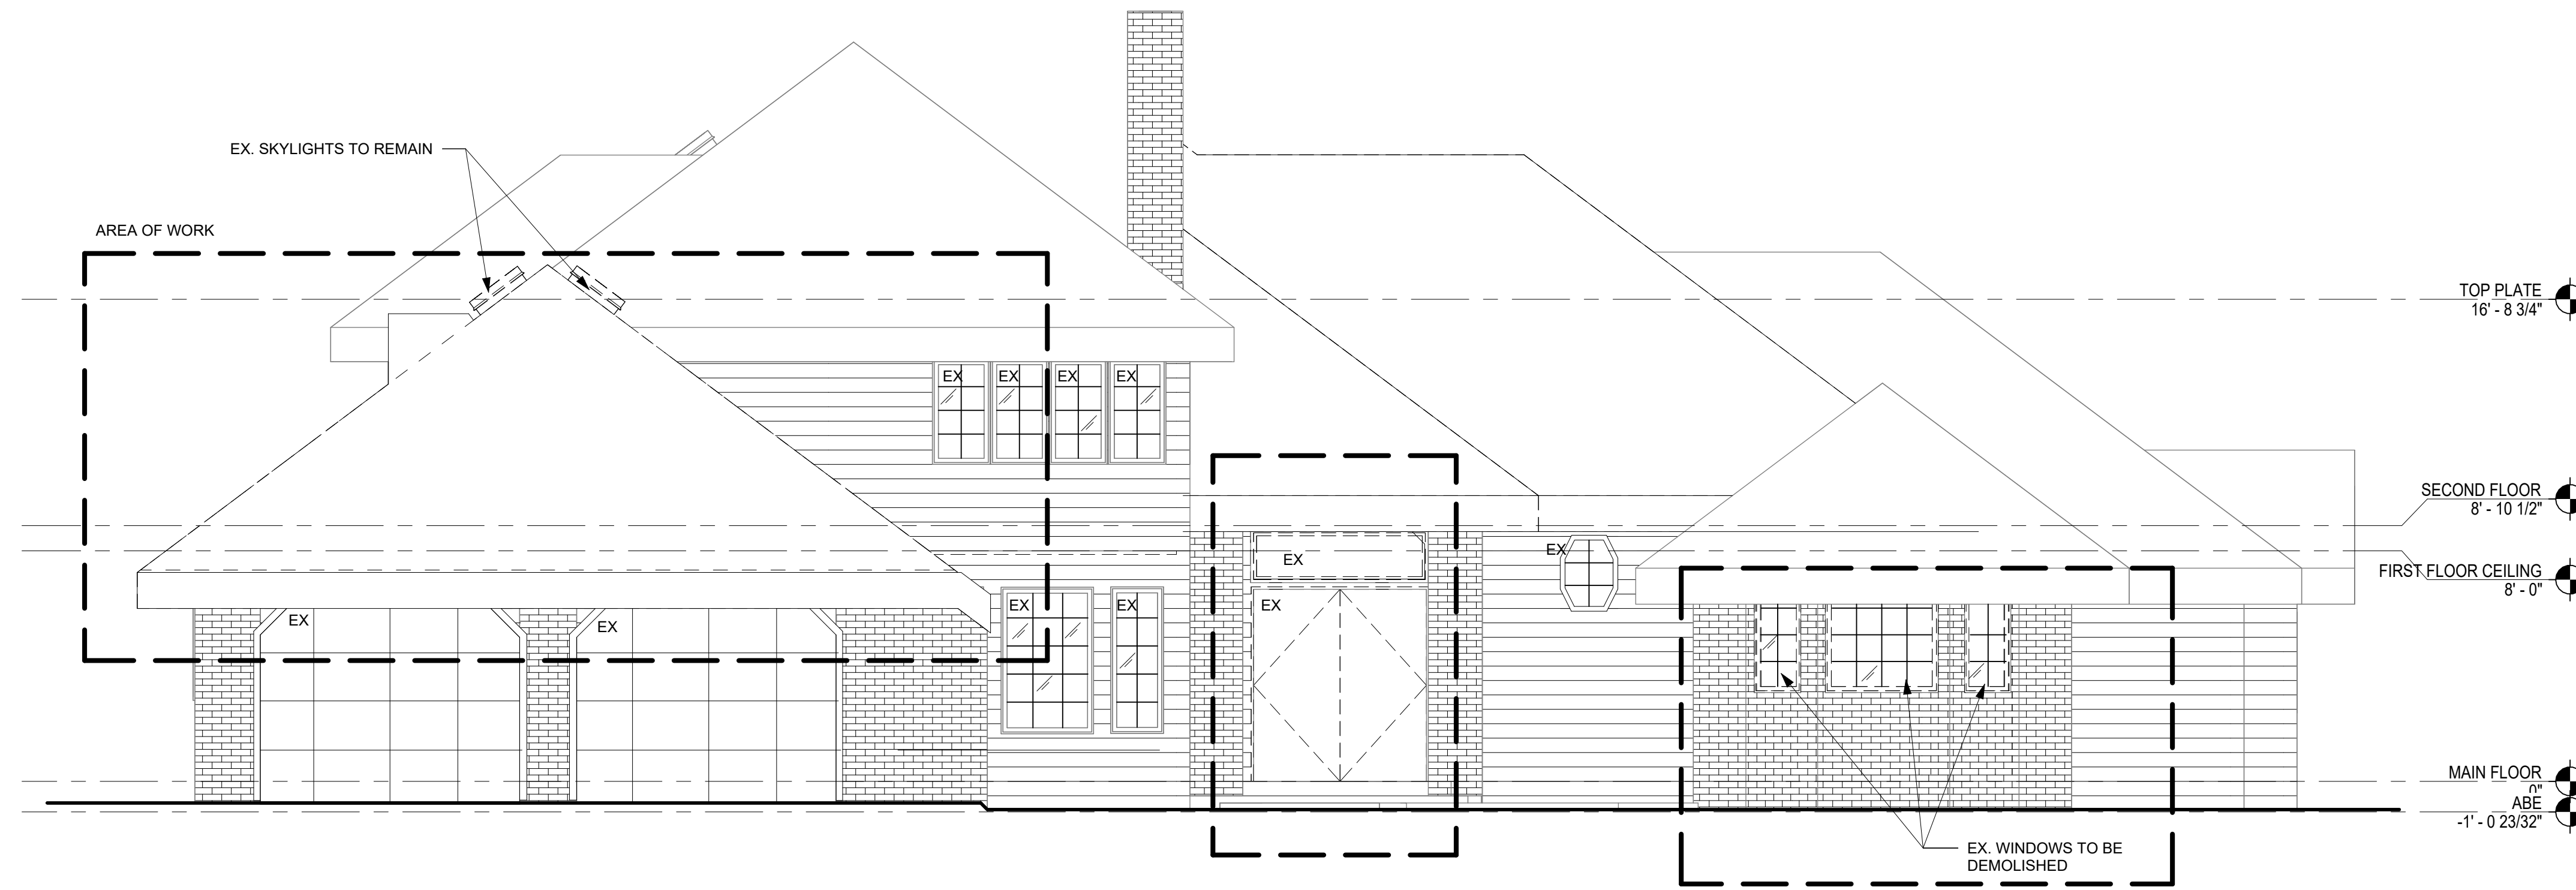 EX. SKYLIGHTS TO REMAIN
AREA OF WORK
TOP PLATE
16' - 8 3/4"
EX
EX
EX
EX
SECOND FLOOR
8' - 10 1/2"
EX
EX
FIRST FLOOR CEILING
8' - 0"
EX
EX
EX
EX
EX
MAIN FLOOR
0"
ABE
-1' - 0 23/32"
EX. WINDOWS TO BE
DEMOLISHED